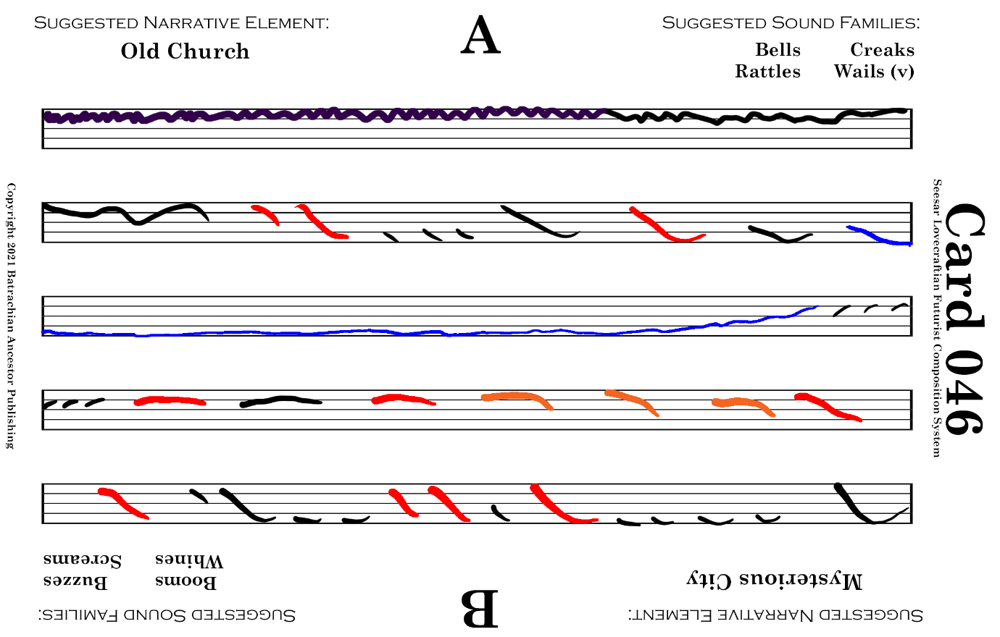 SUGGESTED NARRATIVE ELEMENT:
Old Church
A
SUGGESTED SOUND FAMILIES:
Bells Creaks
Rattles Wails (v)
Copyright 2021 Batrachian Ancestor Publishing
Card 046
Seesar Lovecraftian Futurist Composition System
B
SUGGESTED NARRATIVE ELEMENT:
Mysterious City
SUGGESTED SOUND FAMILIES:
Booms Buzzes
Whines Screams